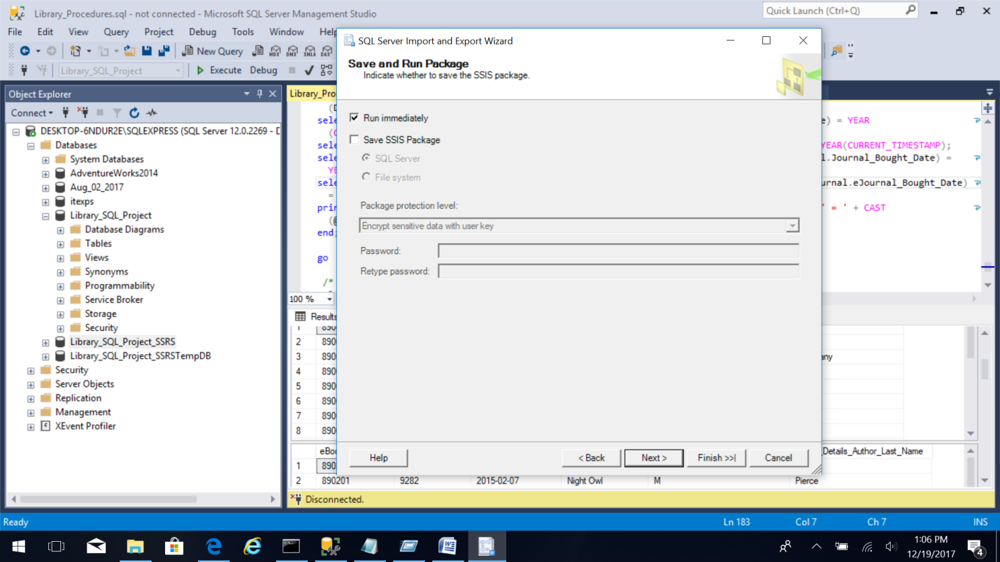 Library_Procedures.sql - not connected - Microsoft SQL Server Management Studio
Quick Launch (Ctrl+Q)
File Edit View Query Project Debug Tools Window Help
New Query
MDX DMX XMLA DAX
Library_SQL_Project
Execute Debug
Object Explorer
Connect
DESKTOP-6NDUR2E\SQLEXPRESS (SQL Server 12.0.2269 - D
Databases
System Databases
AdventureWorks2014
Aug_02_2017
itexps
Library_SQL_Project
Database Diagrams
Tables
Views
Synonyms
Programmability
Service Broker
Storage
Security
Library_SQL_Project_SSRS
Library_SQL_Project_SSRSTempDB
Security
Server Objects
Replication
Management
XEvent Profiler
Library_Pro
sele
e) = YEAR
sele
YEAR(CURRENT_TIMESTAMP);
sele
l.Journal_Bought_Date) =
YE
sele
urnal.eJournal_Bought_Date)
=
prin
' = ' + CAST
(@
end;
go
/*
100 %
Results
1 890
2 890
3 890
any
4 890
5 890
6 890
7 890
8 890
eBoo
_Details_Author_Last_Name
1 890
2 890201 9282 2015-02-07 Night Owl M Pierce
Disconnected.
SQL Server Import and Export Wizard
Save and Run Package
Indicate whether to save the SSIS package.
Run immediately
Save SSIS Package
SQL Server
File system
Package protection level:
Encrypt sensitive data with user key
Password:
Retype password:
Help
< Back
Next >
Finish >>|
Cancel
Ready
Ln 183
Col 7
Ch 7
INS
1:06 PM
12/19/2017
4